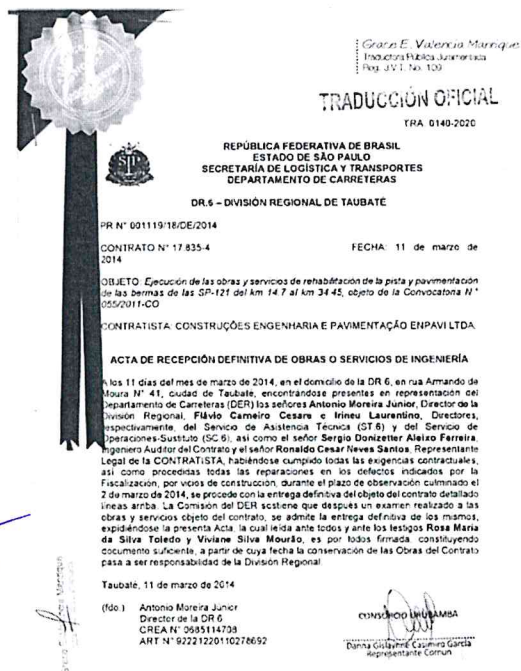 Grace E. Valencia Manrique
Traductora Pública Juramentada
Reg. J.V.T. No. 109
TRADUCCIÓN OFICIAL
TRA 0140-2020
REPÚBLICA FEDERATIVA DE BRASIL
ESTADO DE SÃO PAULO
SECRETARÍA DE LOGÍSTICA Y TRANSPORTES
DEPARTAMENTO DE CARRETERAS
DR.6 – DIVISIÓN REGIONAL DE TAUBATÉ
PR N° 001119/18/DE/2014
CONTRATO N° 17.835-4 FECHA: 11 de marzo de
2014
OBJETO: Ejecución de las obras y servicios de rehabilitación de la pista y pavimentación
de las bermas de las SP-121 del km 14.7 al km 34.45, objeto de la Convocatoria N°
055/2011-CO
CONTRATISTA: CONSTRUÇÕES ENGENHARIA E PAVIMENTAÇÃO ENPAVI LTDA.
ACTA DE RECEPCIÓN DEFINITIVA DE OBRAS O SERVICIOS DE INGENIERÍA
A los 11 días del mes de marzo de 2014, en el domicilio de la DR 6, en rua Armando de
Moura N° 41, ciudad de Taubaté, encontrándose presentes en representación del
Departamento de Carreteras (DER) los señores Antonio Moreira Júnior, Director de la
División Regional, Flávio Carneiro Cesare e Irineu Laurentino, Directores,
respectivamente, del Servicio de Asistencia Técnica (ST.6) y del Servicio de
Operaciones-Sustituto (SC.6), así como el señor Sergio Donizetter Aleixo Ferreira,
Ingeniero Auditor del Contrato y el señor Ronaldo Cesar Neves Santos, Representante
Legal de la CONTRATISTA, habiéndose cumplido todas las exigencias contractuales,
así como procedidas todas las reparaciones en los defectos indicados por la
Fiscalización, por vicios de construcción, durante el plazo de observación culminado el
2 de marzo de 2014, se procede con la entrega definitiva del objeto del contrato detallado
líneas arriba. La Comisión del DER sostiene que después un examen realizado a las
obras y servicios objeto del contrato, se admite la entrega definitiva de los mismos,
expidiéndose la presenta Acta, la cual leída ante todos y ante los testigos Rosa Maria
da Silva Toledo y Viviane Silva Mourão, es por todos firmada, constituyendo
documento suficiente, a partir de cuya fecha la conservación de las Obras del Contrato
pasa a ser responsabilidad de la División Regional.
Taubaté, 11 de marzo de 2014
(fdo.) Antonio Moreira Júnior
Director de la DR 6
CREA N° 0685114708
ART N° 92221220110278692
CONSORCIO URUBAMBA
Danna Gislaynne Casimiro García
Representante Común